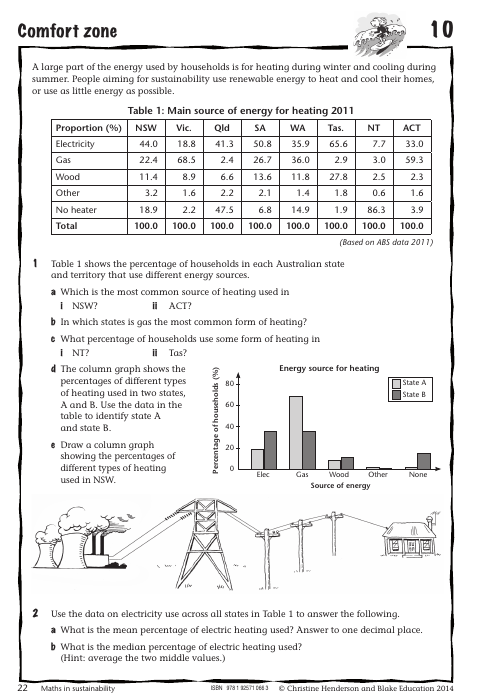 Comfort zone 10
A large part of the energy used by households is for heating during winter and cooling during
summer. People aiming for sustainability use renewable energy to heat and cool their homes,
or use as little energy as possible.
Table 1: Main source of energy for heating 2011
Proportion (%) NSW Vic. Qld SA WA Tas. NT ACT
Electricity 44.0 18.8 41.3 50.8 35.9 65.6 7.7 33.0
Gas 22.4 68.5 2.4 26.7 36.0 2.9 3.0 59.3
Wood 11.4 8.9 6.6 13.6 11.8 27.8 2.5 2.3
Other 3.2 1.6 2.2 2.1 1.4 1.8 0.6 1.6
No heater 18.9 2.2 47.5 6.8 14.9 1.9 86.3 3.9
Total 100.0 100.0 100.0 100.0 100.0 100.0 100.0 100.0
(Based on ABS data 2011)
1 Table 1 shows the percentage of households in each Australian state
and territory that use different energy sources.
a Which is the most common source of heating used in
i NSW? ii ACT?
b In which states is gas the most common form of heating?
c What percentage of households use some form of heating in
i NT? ii Tas?
d The column graph shows the
percentages of different types
of heating used in two states,
A and B. Use the data in the
table to identify state A
and state B.
e Draw a column graph
showing the percentages of
different types of heating
used in NSW.
Energy source for heating
State A
State B
Percentage of households (%)
80
60
40
20
0
Elec Gas Wood Other None
Source of energy
2 Use the data on electricity use across all states in Table 1 to answer the following.
a What is the mean percentage of electric heating used? Answer to one decimal place.
b What is the median percentage of electric heating used?
(Hint: average the two middle values.)
22 Maths in sustainability ISBN 978 1 92571 066 3 © Christine Henderson and Blake Education 2014